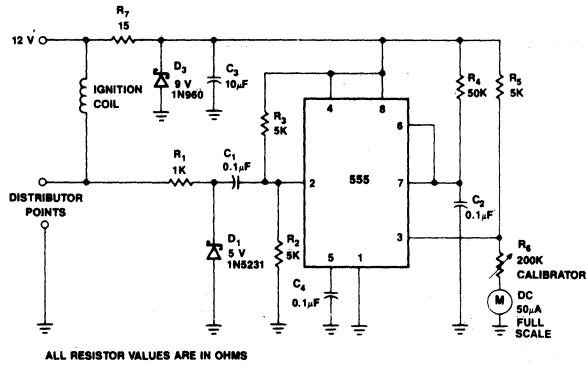 R7
15
12 V
D3
9 V
1N960
C3
10µF
IGNITION
COIL
R3
5K
4
8
R4
50K
R5
5K
6
R1
1K
C1
0.1µF
2
555
7
DISTRIBUTOR
POINTS
C2
0.1µF
3
D1
5 V
1N5231
R2
5K
5
1
R6
200K
CALIBRATOR
C4
0.1µF
M
DC
50µA
FULL
SCALE
ALL RESISTOR VALUES ARE IN OHMS